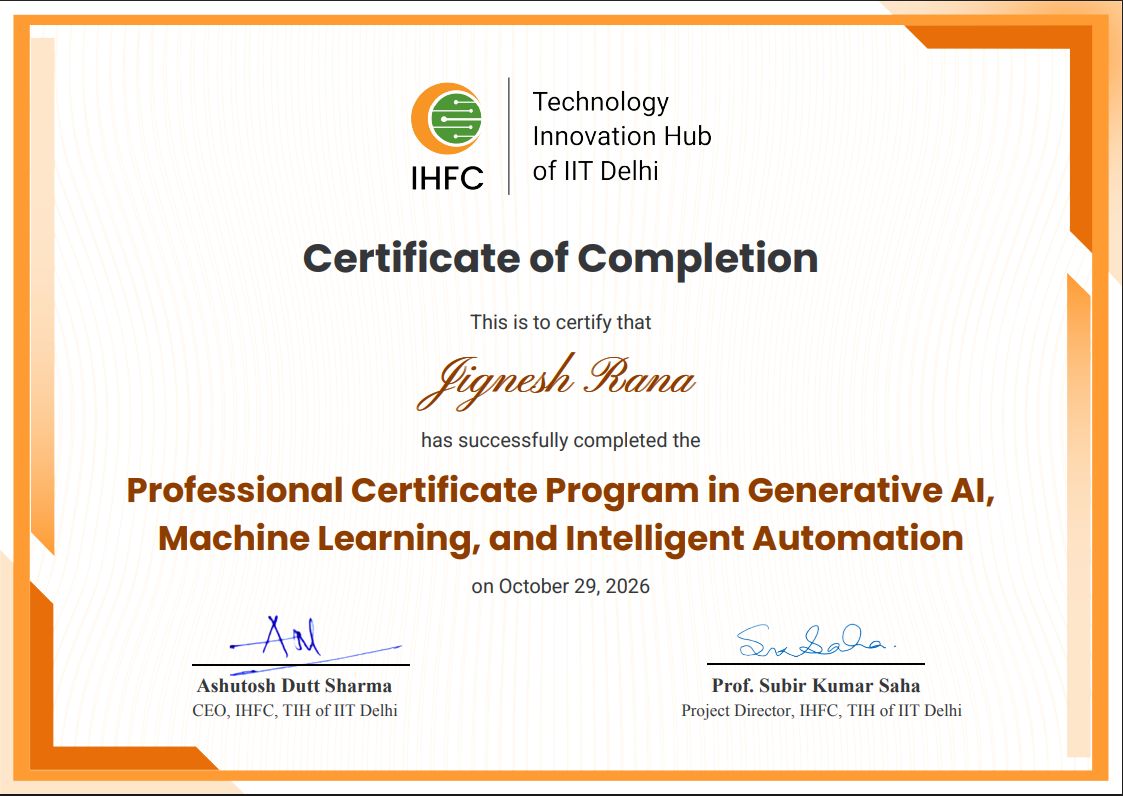 IHFC
Technology
Innovation Hub
of IIT Delhi
Certificate of Completion
This is to certify that
Jignesh Rana
has successfully completed the
Professional Certificate Program in Generative AI,
Machine Learning, and Intelligent Automation
on October 29, 2026
Ashutosh Dutt Sharma
CEO, IHFC, TIH of IIT Delhi
Prof. Subir Kumar Saha
Project Director, IHFC, TIH of IIT Delhi